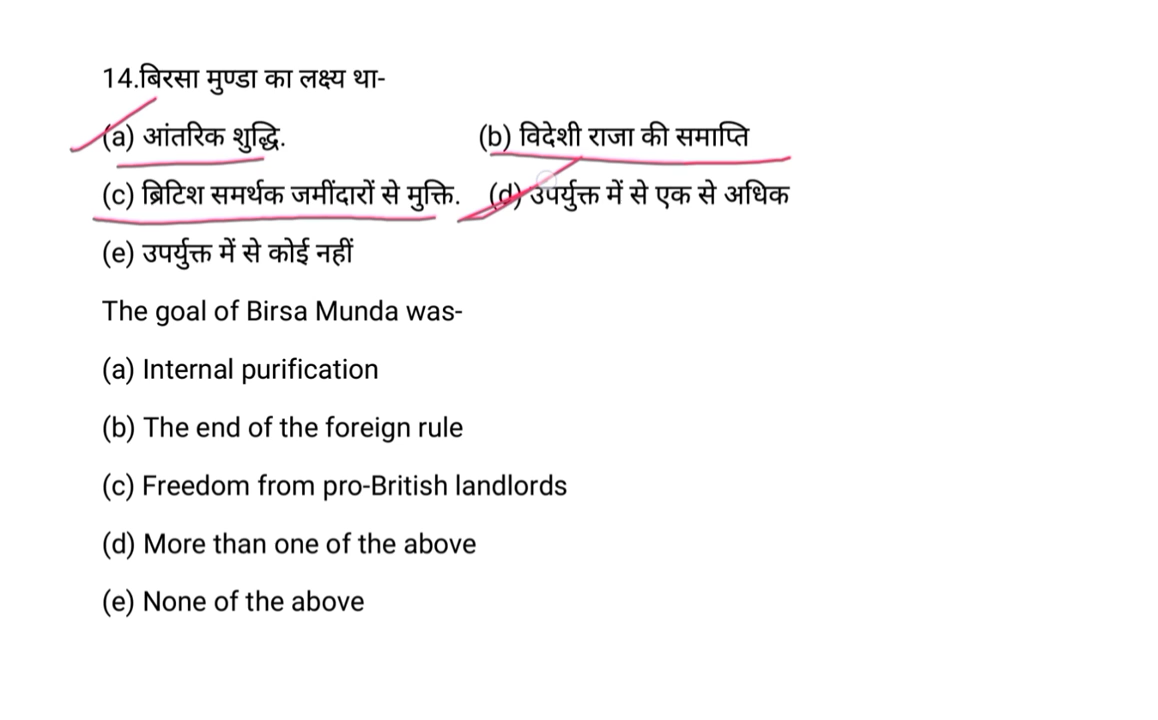 14.बिरसा मुण्डा का लक्ष्य था-
(a) आंतरिक शुद्धि. (b) विदेशी राजा की समाप्ति
(c) ब्रिटिश समर्थक जमींदारों से मुक्ति. (d) उपर्युक्त में से एक से अधिक
(e) उपर्युक्त में से कोई नहीं
The goal of Birsa Munda was-
(a) Internal purification
(b) The end of the foreign rule
(c) Freedom from pro-British landlords
(d) More than one of the above
(e) None of the above